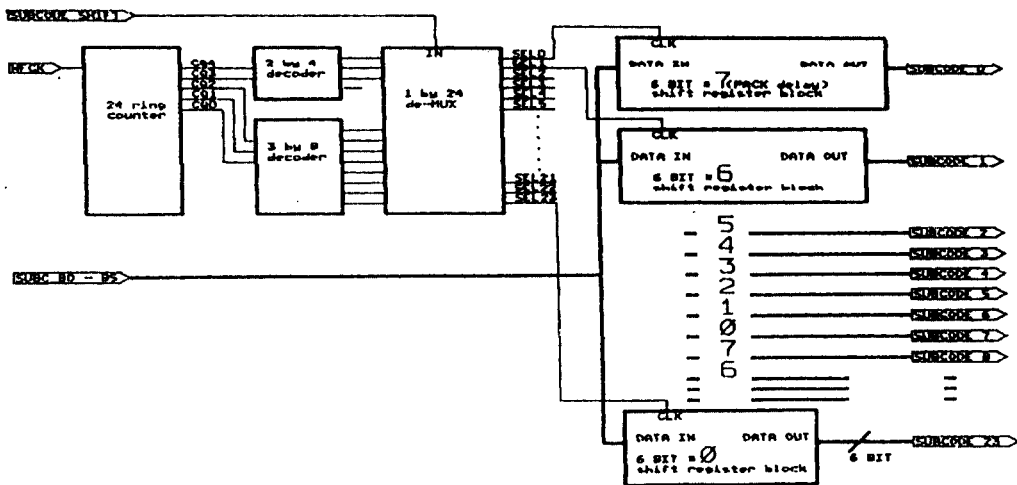 SUBCODE SHIFT
WFCK
24 ring
counter
CQ4
CQ3
CQ2
CQ1
CQ0
2 by 4
decoder
3 by 8
decoder
IN
1 by 24
de-MUX
SEL0
SEL1
SEL2
SEL3
SEL4
SEL5
SEL21
SEL22
SEL23
CLK
DATA IN
DATA OUT
6 BIT * 7(PACK delay)
shift register block
SUBCODE 0
CLK
DATA IN
DATA OUT
6 BIT * 6
shift register block
SUBCODE 1
SUBC BD - BS
5
SUBCODE 2
4
SUBCODE 3
3
SUBCODE 4
2
SUBCODE 5
1
SUBCODE 6
0
SUBCODE 7
7
SUBCODE 8
6
CLK
DATA IN
DATA OUT
6 BIT * 0
shift register block
6 BIT
SUBCODE 23